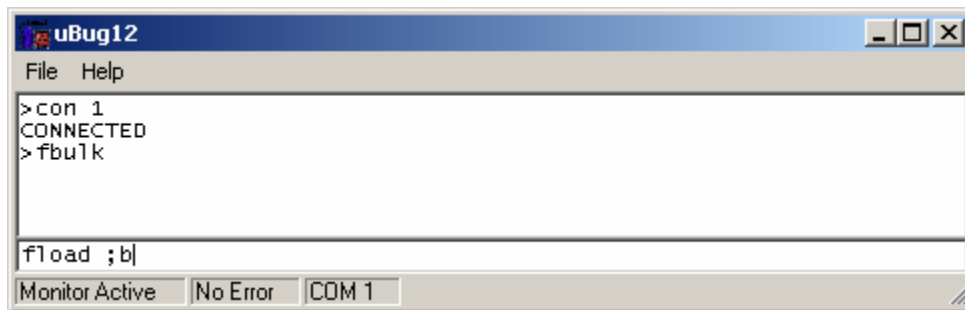 uBug12
File Help
>con 1
CONNECTED
>fbulk
fload ;b
Monitor Active No Error COM 1